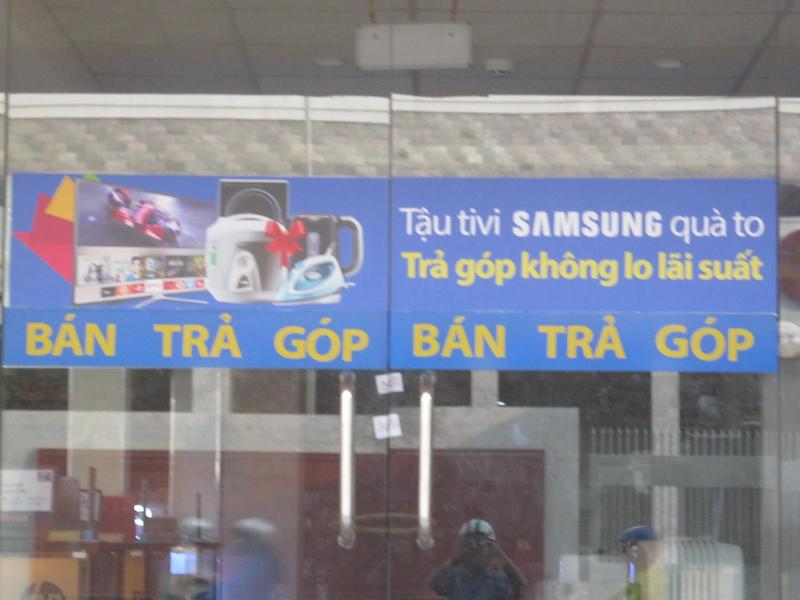 Tậu tivi SAMSUNG quà to
Trả góp không lo lãi suất
BÁN TRẢ GÓP
BÁN TRẢ GÓP